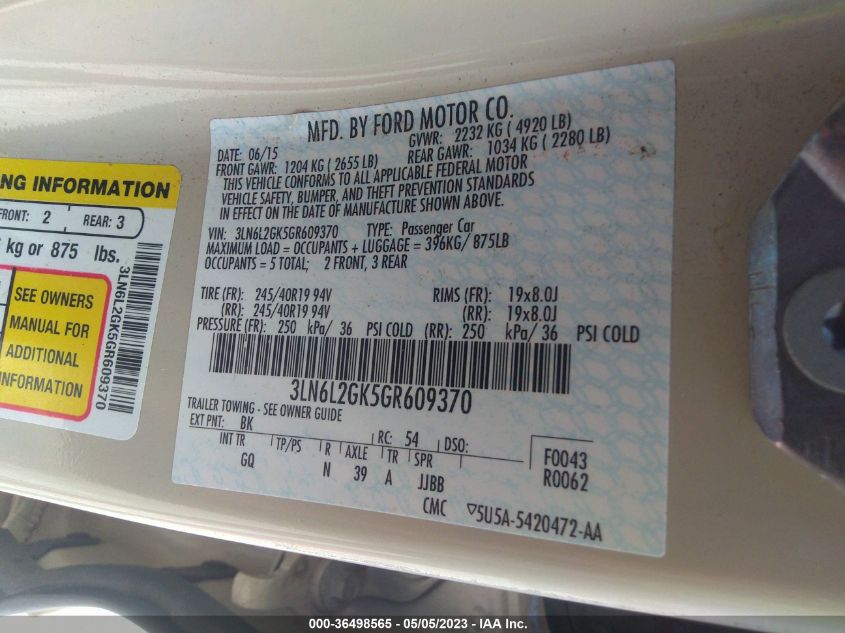 NG INFORMATION
FRONT: 2 REAR: 3
kg or 875 lbs.
SEE OWNERS
MANUAL FOR
ADDITIONAL
INFORMATION
3LN6L2GK5GR609370
MFD. BY FORD MOTOR CO.
DATE: 06/15 GVWR: 2232 KG ( 4920 LB)
FRONT GAWR: 1204 KG ( 2655 LB) REAR GAWR: 1034 KG ( 2280 LB)
THIS VEHICLE CONFORMS TO ALL APPLICABLE FEDERAL MOTOR
VEHICLE SAFETY, BUMPER, AND THEFT PREVENTION STANDARDS
IN EFFECT ON THE DATE OF MANUFACTURE SHOWN ABOVE.
VIN: 3LN6L2GK5GR609370 TYPE: Passenger Car
MAXIMUM LOAD = OCCUPANTS + LUGGAGE = 396KG/ 875LB
OCCUPANTS = 5 TOTAL; 2 FRONT, 3 REAR
TIRE (FR): 245/40R19 94V RIMS (FR): 19x8.0J
(RR): 245/40R19 94V (RR): 19x8.0J
PRESSURE (FR): 250 kPa/ 36 PSI COLD (RR): 250 kPa/ 36 PSI COLD
3LN6L2GK5GR609370
TRAILER TOWING - SEE OWNER GUIDE
EXT PNT: BK RC: 54 DSO:
INT TR TP/PS R AXLE TR SPR F0043
GQ N 39 A JJBB R0062
CMC ▽5U5A-5420472-AA
000-36498565 - 05/05/2023 - IAAI.com